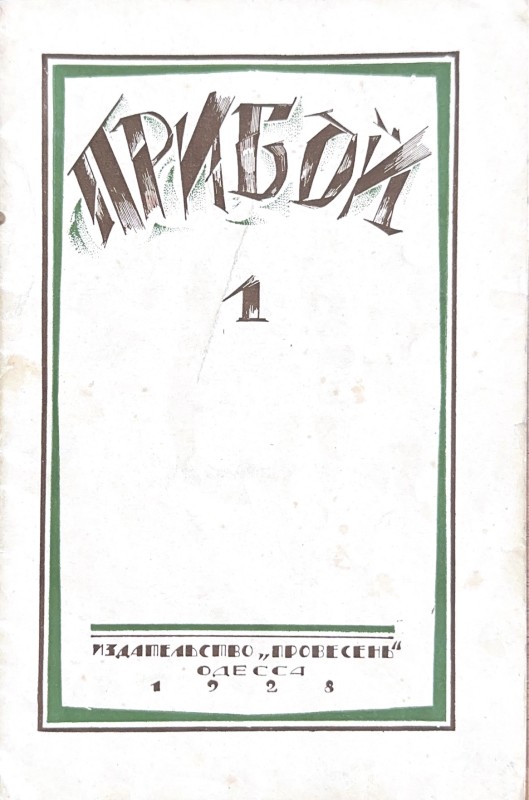 ПРИБОЙ
1
ИЗДАТЕЛЬСТВО „ПРОВЕСЕНЬ“
ОДЕССА
1928